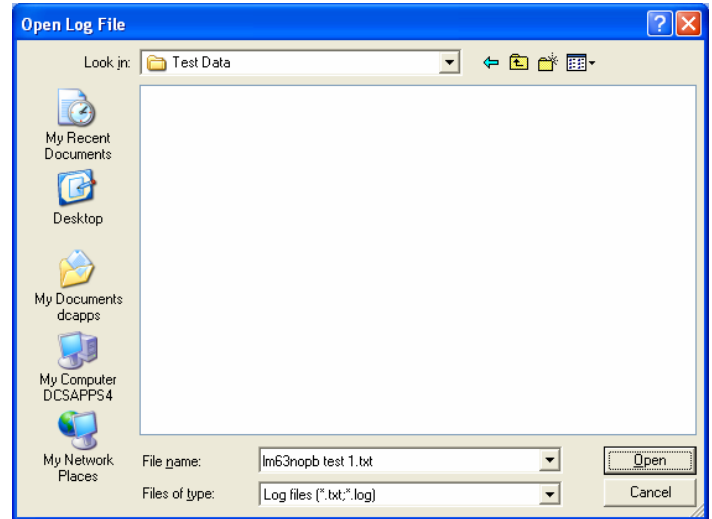 Open Log File
Look in: Test Data
My Recent
Documents
Desktop
My Documents
dcapps
My Computer
DCSAPPS4
My Network
Places
File name: lm63nopb test 1.txt Open
Files of type: Log files (*.txt;*.log) Cancel